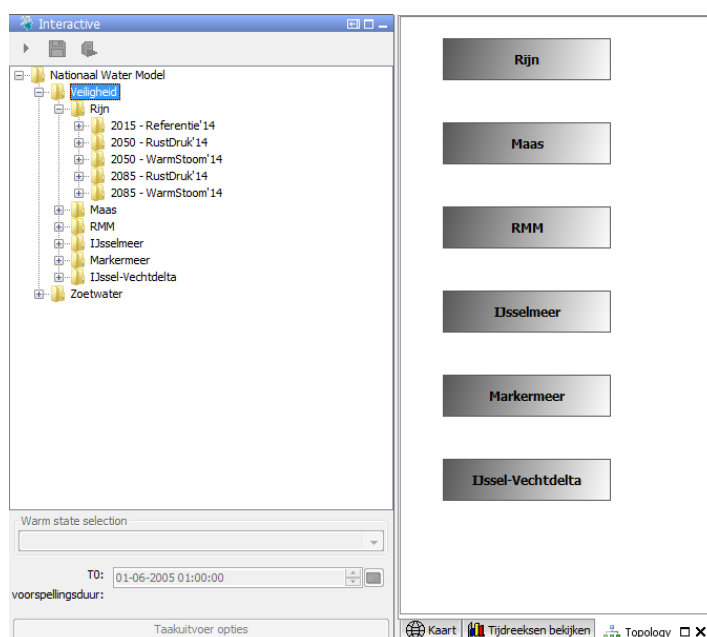 Interactive
Nationaal Water Model
Veiligheid
Rijn
2015 - Referentie'14
2050 - RustDruk'14
2050 - WarmStoom'14
2085 - RustDruk'14
2085 - WarmStoom'14
Maas
RMM
IJsselmeer
Markermeer
IJssel-Vechtdelta
Zoetwater
Warm state selection
T0:
01-06-2005 01:00:00
voorspellingsduur:
Taakuitvoer opties
Rijn
Maas
RMM
IJsselmeer
Markermeer
IJssel-Vechtdelta
Kaart
Tijdreeksen bekijken
Topology